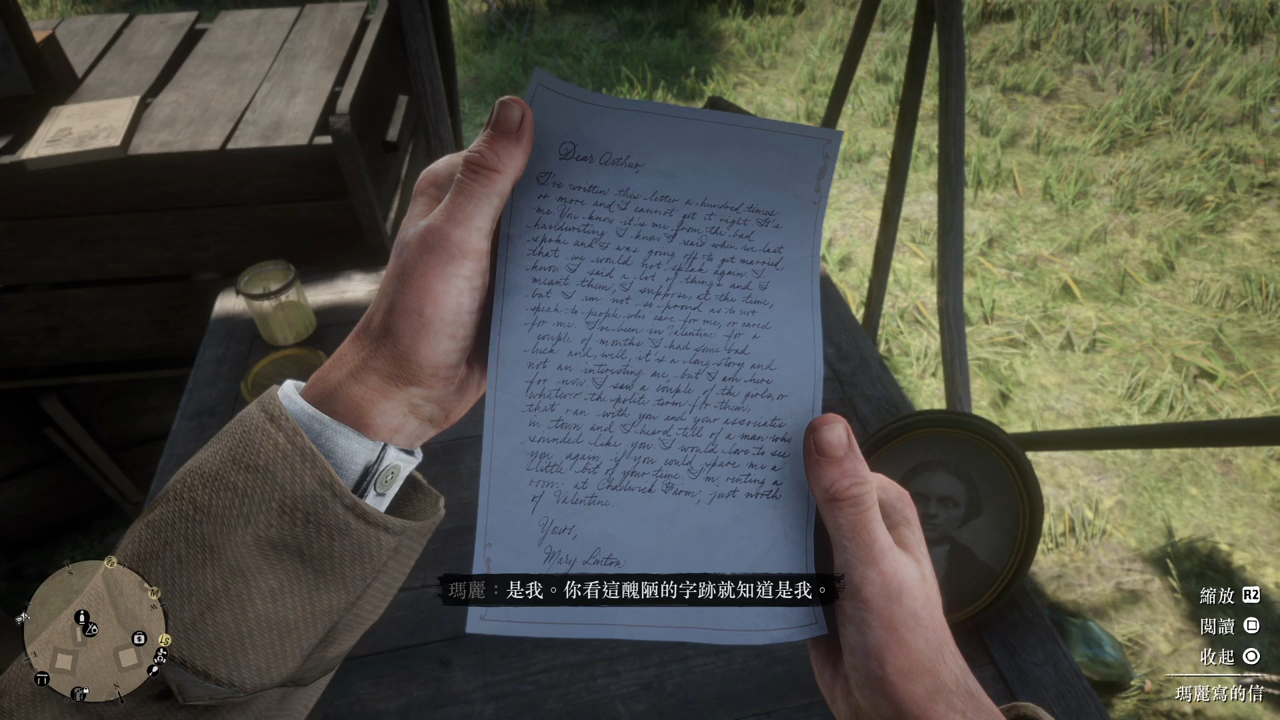 Dear Arthur,
I've written this letter a hundred times
or more and I cannot get it right. It's
me. You know it's me from the bad
handwriting. I know I said when we last
spoke and I was going off to get married,
that we would not speak again. I
know I said a lot of things and I
meant them, I suppose, at the time,
but I am not so proud as to not
speak to people who care for me, or cared
for me. I've been in Valentine for a
couple of months. I had some bad
luck and, well, it's a long story and
not an interesting one, but I am here
for now. I saw a couple of the girls, or
whatever the polite term for them,
that ran with you and your associates
in town and I heard tell of a man who
sounded like you. I would love to see
you again if you could spare me a
little bit of your time. I'm renting a
room at Chadwick Farm, just north
of Valentine.
Yours,
Mary Linton
瑪麗：是我。你看這醜陋的字跡就知道是我。
縮放 R2
閱讀
收起
瑪麗寫的信